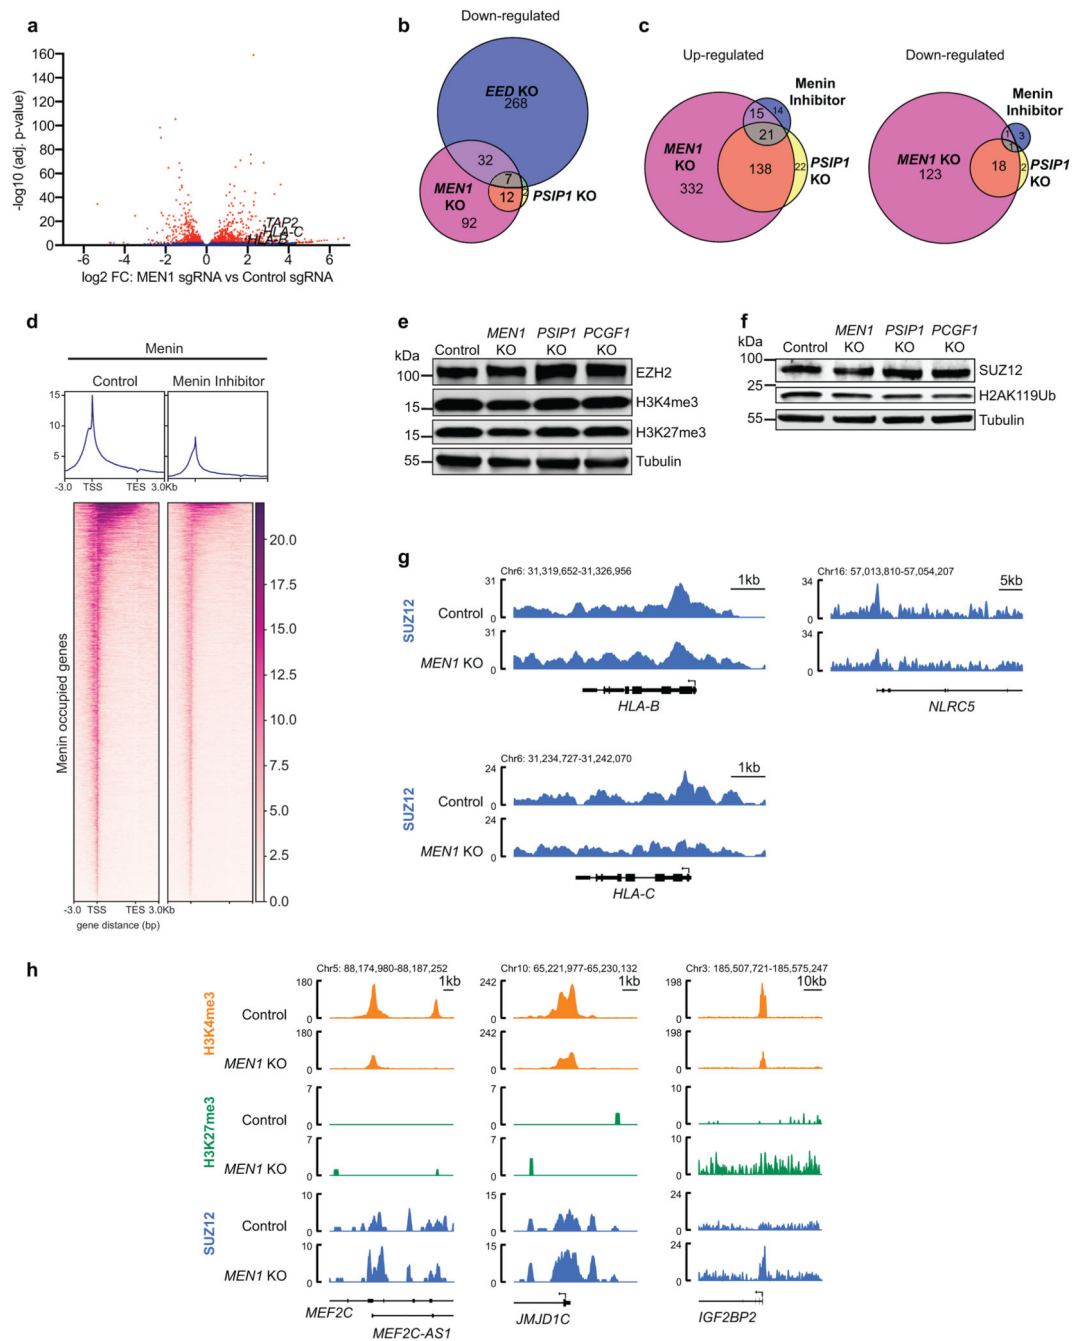 a
160
140
120
100
80
60
40
20
0
-log10 (adj. p-value)
TAP2
HLA-C
HLA-B
-6 -4 -2 0 2 4 6
log2 FC: MEN1 sgRNA vs Control sgRNA
b
Down-regulated
EED KO
268
32
7
MEN1
KO
12
2
PSIP1 KO
92
c
Up-regulated
Menin
Inhibitor
15 14
21
MEN1
KO
332
138
22
PSIP1
KO
Down-regulated
Menin
Inhibitor
1 3
1
MEN1 KO
123
18
2
PSIP1
KO
d
Menin
Control Menin Inhibitor
15
10
5
-3.0 TSS TES 3.0Kb
Menin occupied genes
20.0
17.5
15.0
12.5
10.0
7.5
5.0
2.5
0.0
-3.0 TSS TES 3.0Kb
gene distance (bp)
e
MEN1 PSIP1 PCGF1
kDa Control KO KO KO
100 EZH2
15 H3K4me3
15 H3K27me3
55 Tubulin
f
MEN1 PSIP1 PCGF1
kDa Control KO KO KO
100 SUZ12
25 H2AK119Ub
55 Tubulin
g
Chr6: 31,319,652-31,326,956
1kb
SUZ12
Control
31
0
MEN1 KO
31
0
HLA-B
Chr16: 57,013,810-57,054,207
5kb
34
0
34
0
NLRC5
Chr6: 31,234,727-31,242,070
1kb
SUZ12
Control
24
0
MEN1 KO
24
0
HLA-C
h
Chr5: 88,174,980-88,187,252 Chr10: 65,221,977-65,230,132 Chr3: 185,507,721-185,575,247
1kb 1kb 10kb
H3K4me3
Control
180 242 198
0 0 0
MEN1 KO
180 242 198
0 0 0
H3K27me3
Control
7 7 10
0 0 0
MEN1 KO
7 7 10
0 0 0
SUZ12
Control
10 15 24
0 0 0
MEN1 KO
10 15 24
0 0 0
MEF2C
MEF2C-AS1
JMJD1C
IGF2BP2